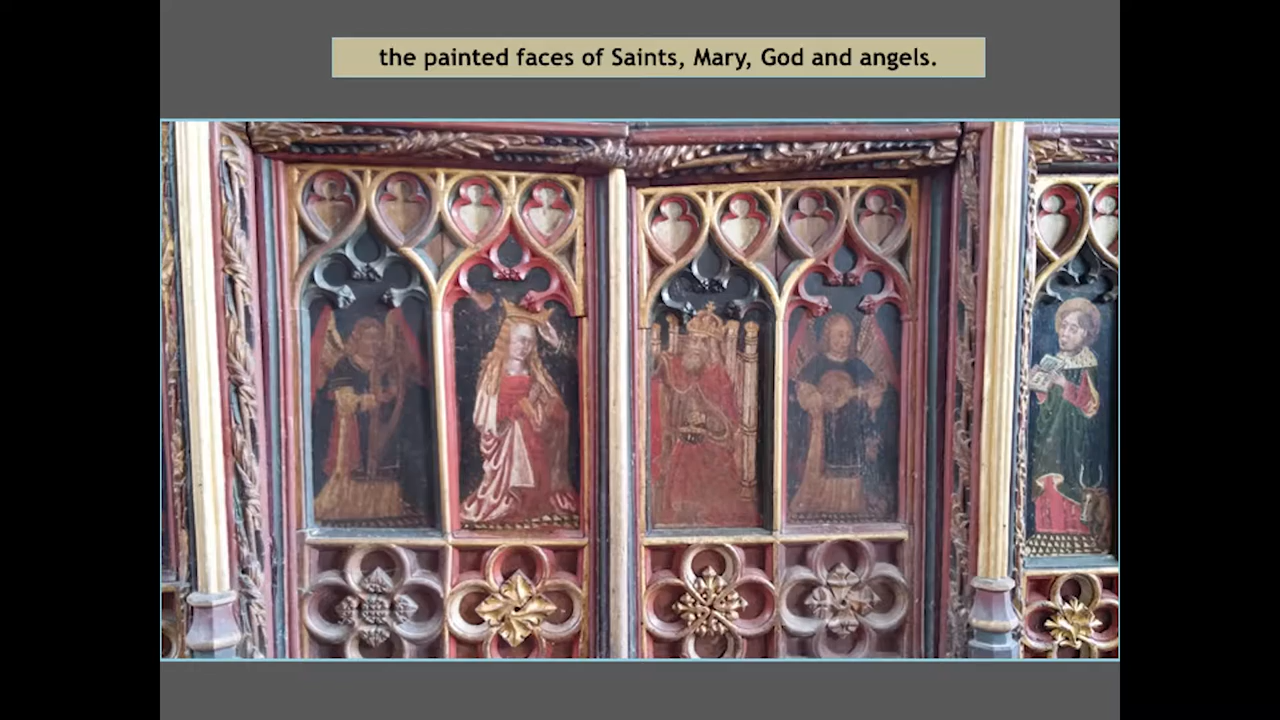 the painted faces of Saints, Mary, God and angels.